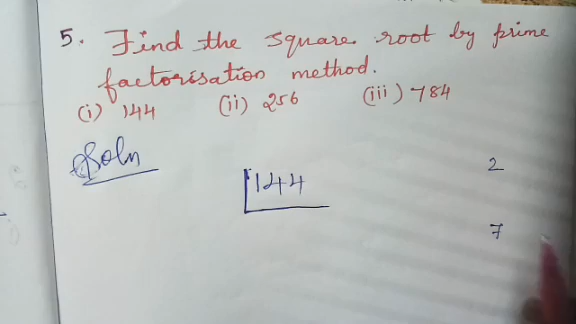 5. Find the square root by prime
factorisation method.
(i) 144 (ii) 256 (iii) 784
Soln
144
2
7